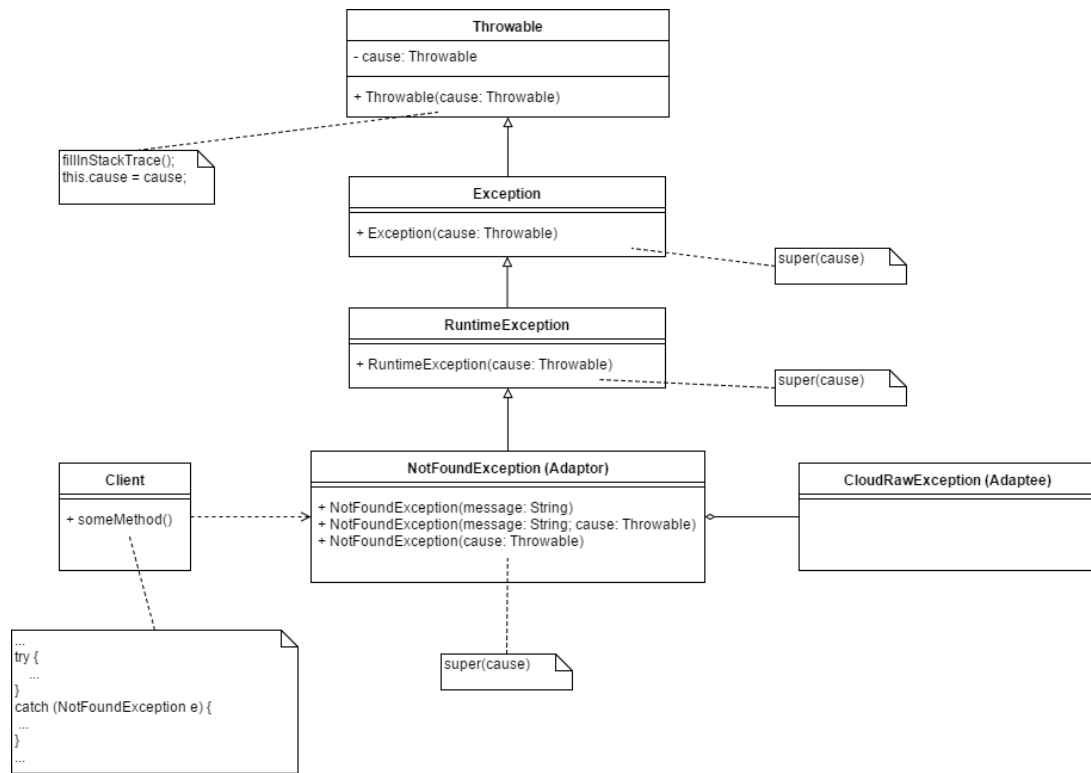 Throwable
- cause: Throwable
+ Throwable(cause: Throwable)
fillInStackTrace();
this.cause = cause;
Exception
+ Exception(cause: Throwable)
super(cause)
RuntimeException
+ RuntimeException(cause: Throwable)
super(cause)
Client
+ someMethod()
NotFoundException (Adaptor)
+ NotFoundException(message: String)
+ NotFoundException(message: String; cause: Throwable)
+ NotFoundException(cause: Throwable)
CloudRawException (Adaptee)
...
try {
...
}
catch (NotFoundException e) {
...
}
...
super(cause)